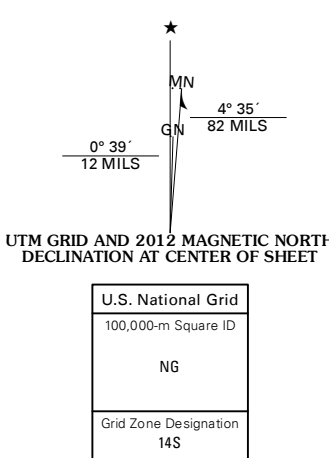 ★
MN
4° 35´
82 MILS
GN
0° 39´
12 MILS
UTM GRID AND 2012 MAGNETIC NORTH
DECLINATION AT CENTER OF SHEET
U.S. National Grid
100,000-m Square ID
NG
Grid Zone Designation
14S